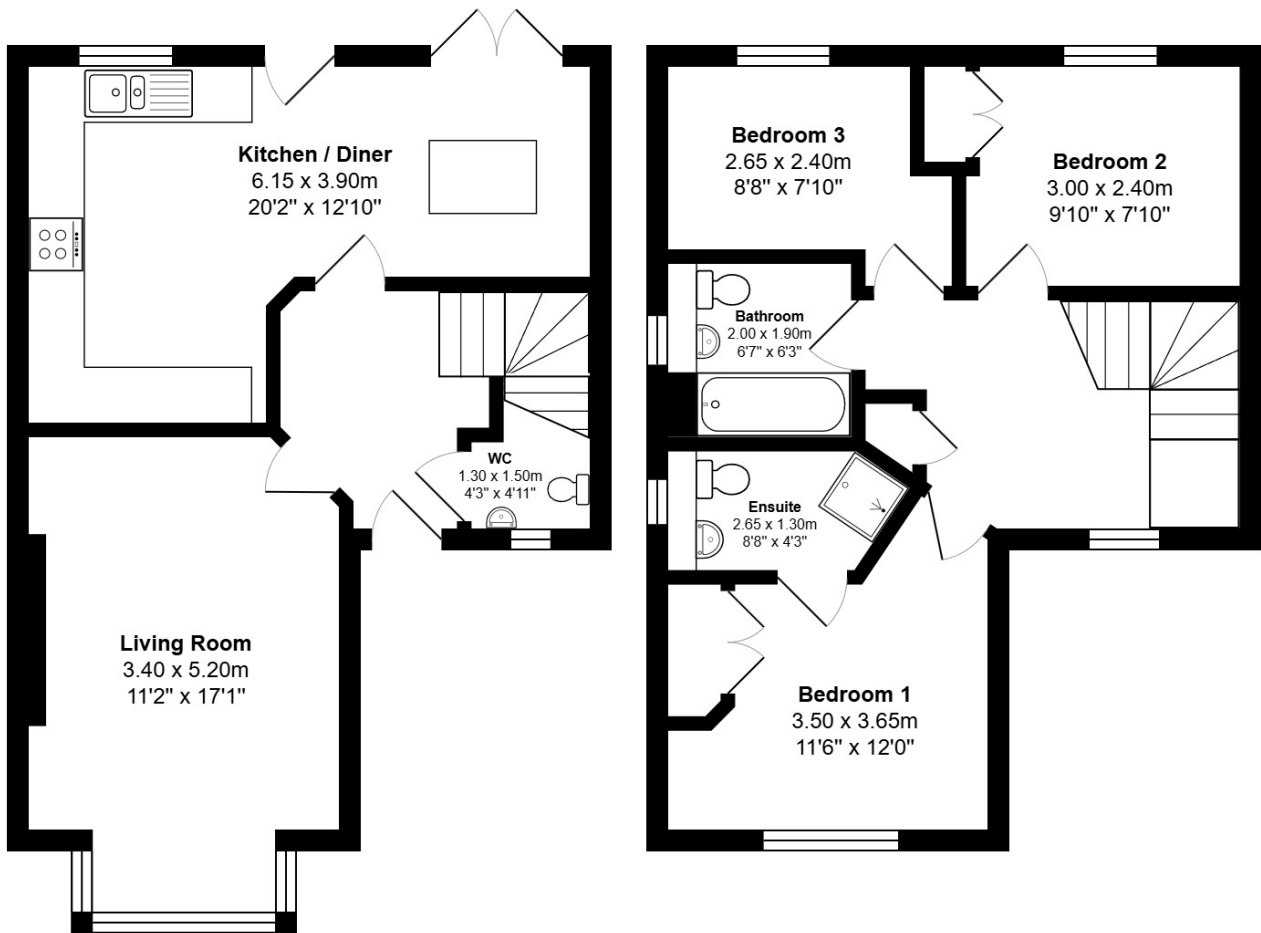 Kitchen / Diner
6.15 x 3.90m
20'2" x 12'10"
WC
1.30 x 1.50m
4'3" x 4'11"
Living Room
3.40 x 5.20m
11'2" x 17'1"
Bedroom 3
2.65 x 2.40m
8'8" x 7'10"
Bedroom 2
3.00 x 2.40m
9'10" x 7'10"
Bathroom
2.00 x 1.90m
6'7" x 6'3"
Ensuite
2.65 x 1.30m
8'8" x 4'3"
Bedroom 1
3.50 x 3.65m
11'6" x 12'0"